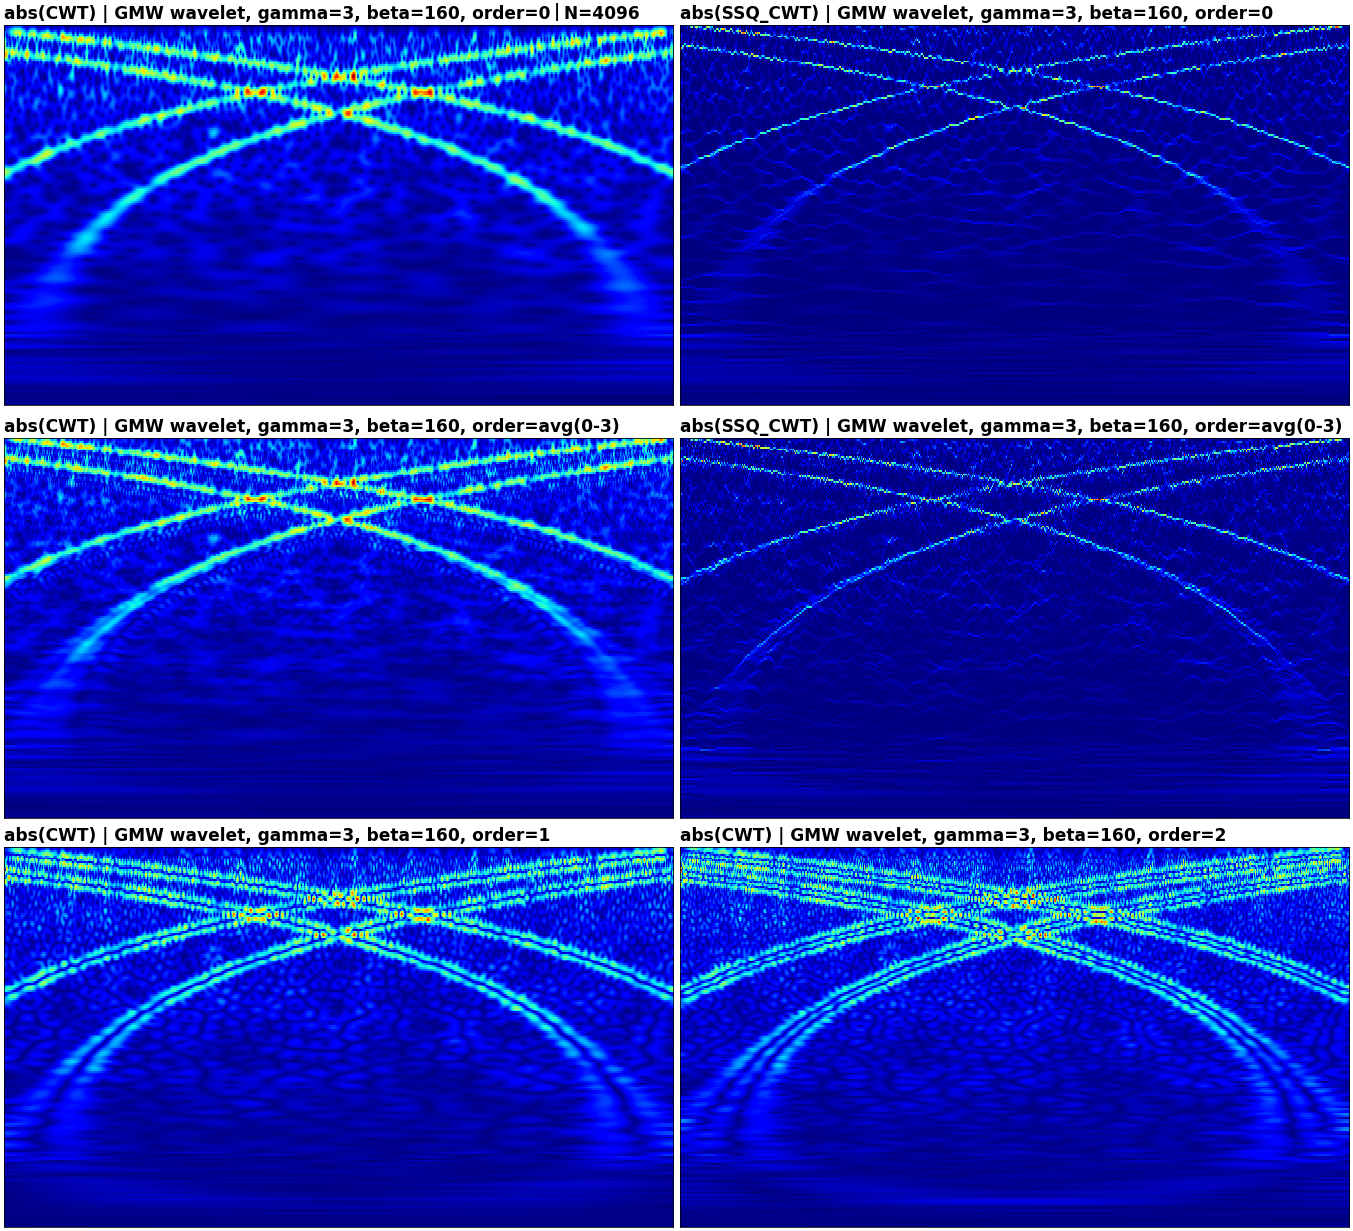 abs(CWT) | GMW wavelet, gamma=3, beta=160, order=0 | N=4096
abs(SSQ_CWT) | GMW wavelet, gamma=3, beta=160, order=0
abs(CWT) | GMW wavelet, gamma=3, beta=160, order=avg(0-3)
abs(SSQ_CWT) | GMW wavelet, gamma=3, beta=160, order=avg(0-3)
abs(CWT) | GMW wavelet, gamma=3, beta=160, order=1
abs(CWT) | GMW wavelet, gamma=3, beta=160, order=2